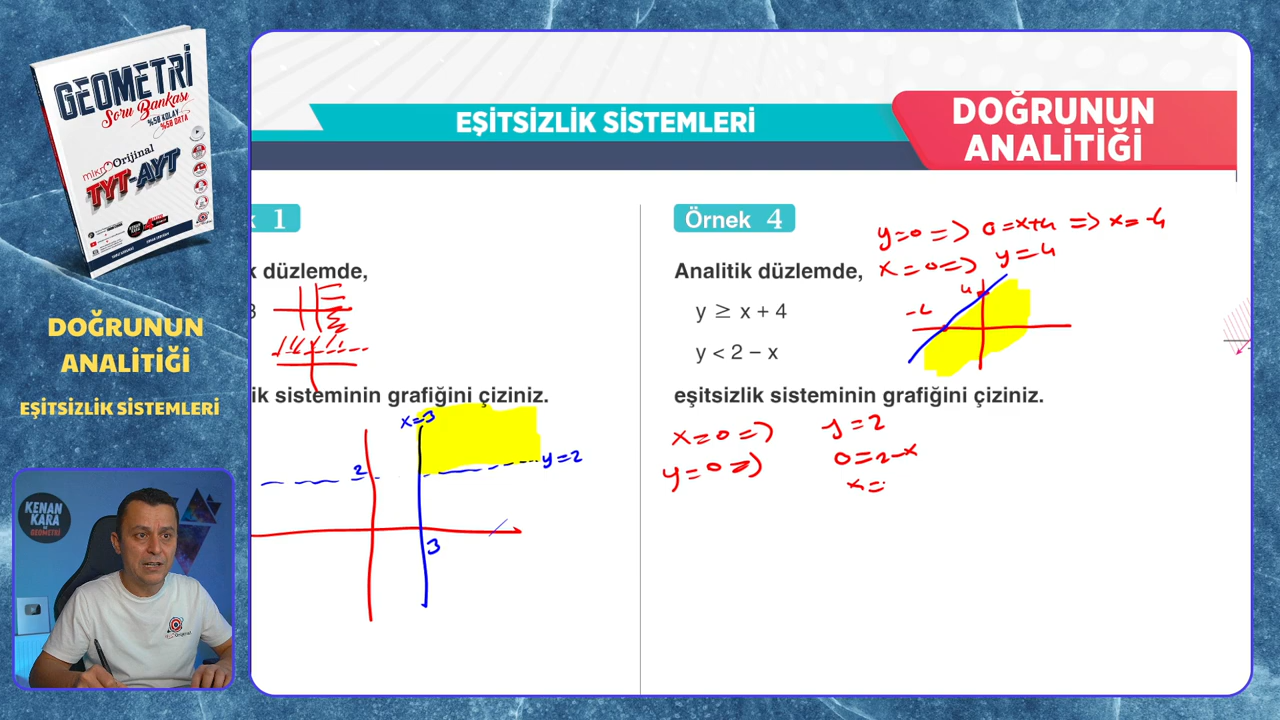 GEOMETRİ
Soru Bankası
%50 KOLAY
%50 ORTA
mikro Orijinal
TYT-AYT
DOĞRUNUN
ANALİTİĞİ
EŞİTSİZLİK SİSTEMLERİ
KENAN
KARA
GEOMETRİ
EŞİTSİZLİK SİSTEMLERİ
DOĞRUNUN
ANALİTİĞİ
k 1
k düzlemde,
3
ik sisteminin grafiğini çiziniz.
x=3
2
y=2
3
Örnek 4
y=0 => 0=x+4 => x=-4
Analitik düzlemde,
x=0=> y=4
y ≥ x + 4
y < 2 − x
4
-4
eşitsizlik sisteminin grafiğini çiziniz.
x=0 => y=2
y=0 => 0=2-x
x=